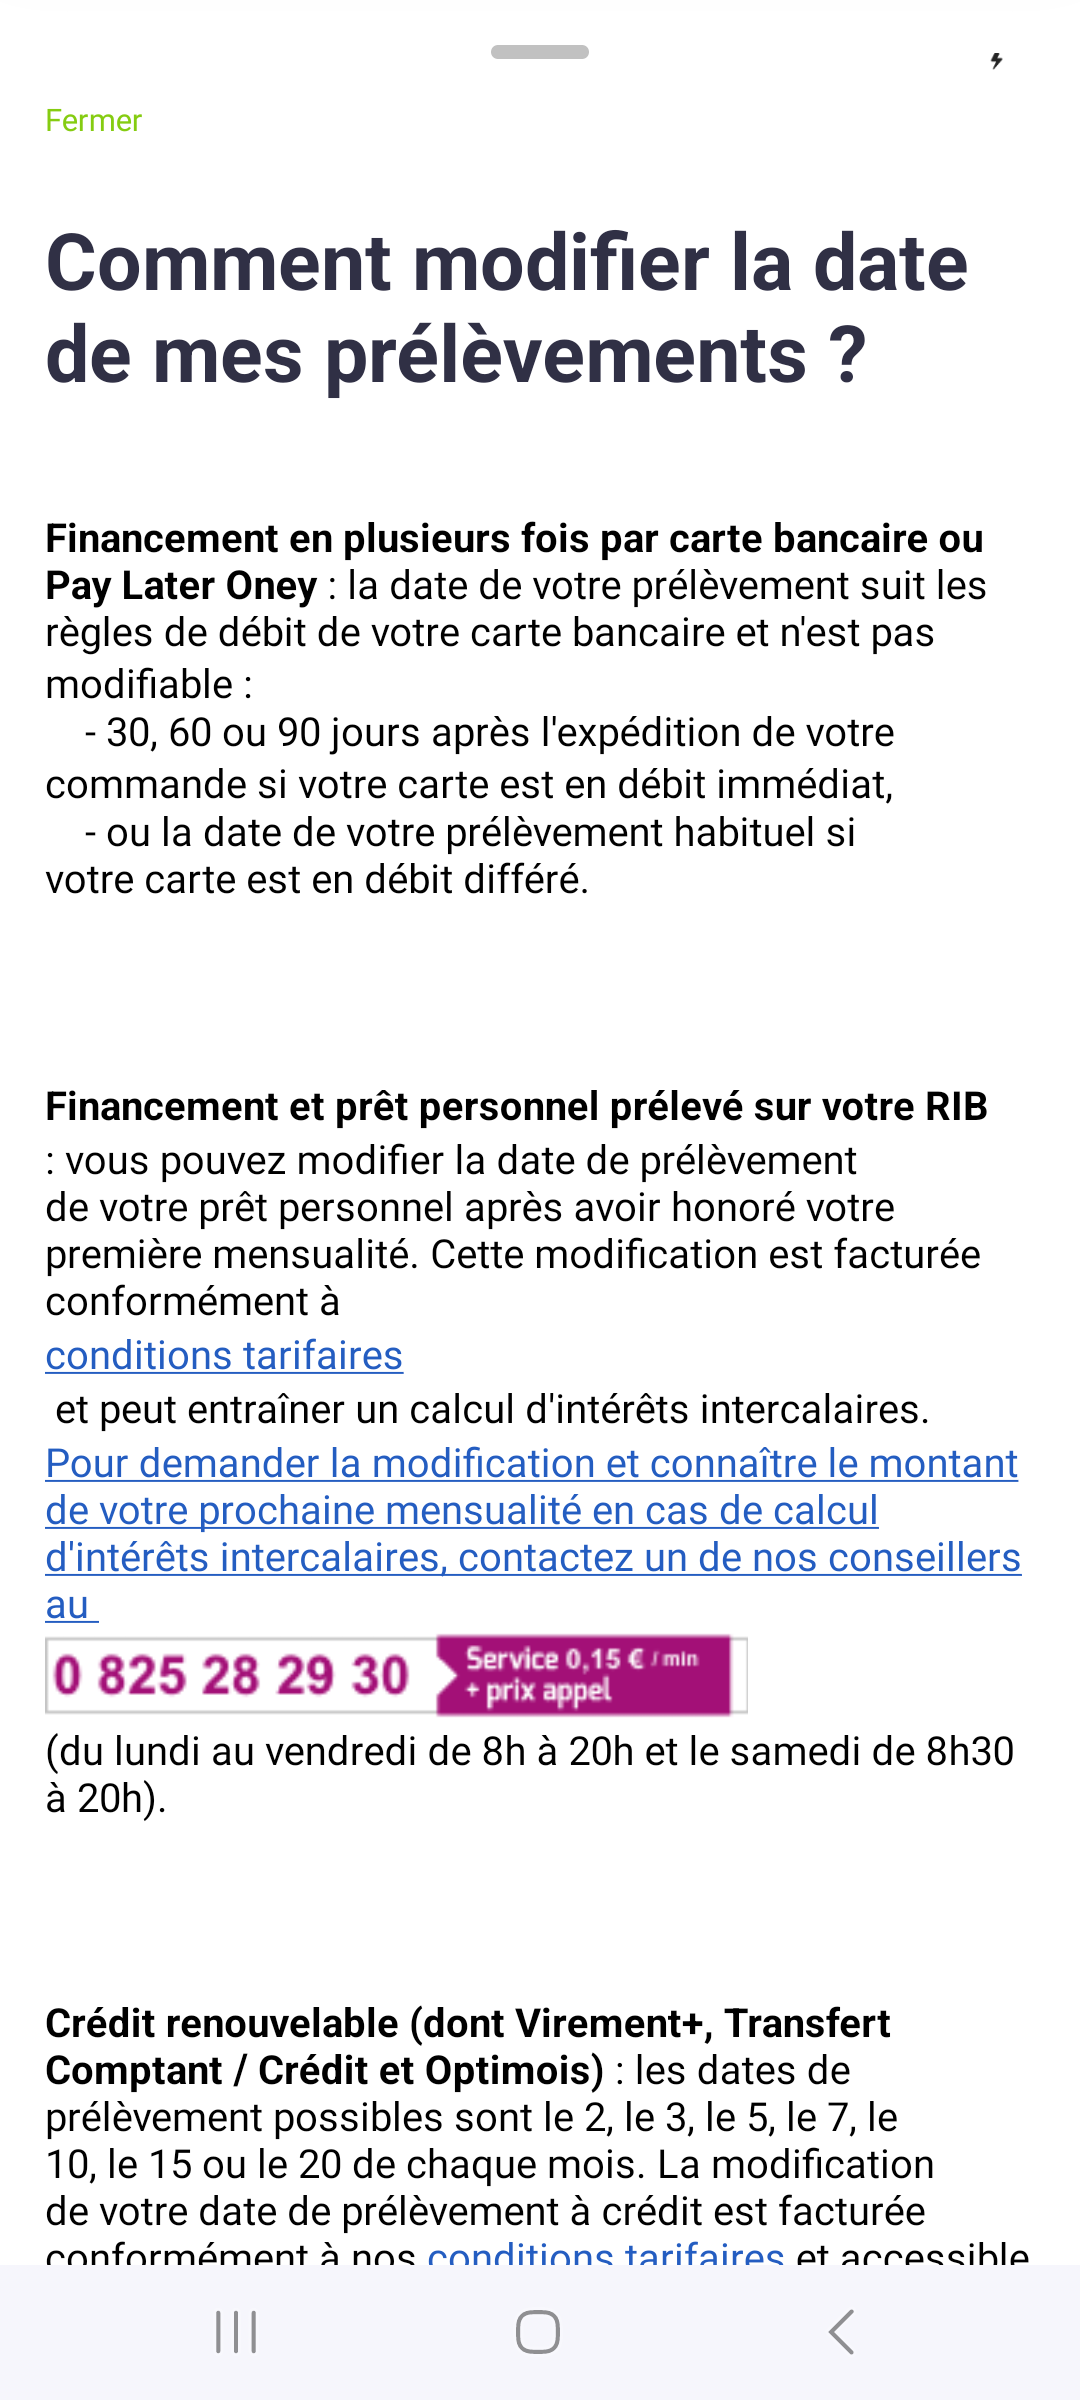 Fermer
Comment modifier la date
de mes prélèvements ?
Financement en plusieurs fois par carte bancaire ou
Pay Later Oney : la date de votre prélèvement suit les
règles de débit de votre carte bancaire et n'est pas
modifiable :
- 30, 60 ou 90 jours après l'expédition de votre
commande si votre carte est en débit immédiat,
- ou la date de votre prélèvement habituel si
votre carte est en débit différé.
Financement et prêt personnel prélevé sur votre RIB
: vous pouvez modifier la date de prélèvement
de votre prêt personnel après avoir honoré votre
première mensualité. Cette modification est facturée
conformément à
conditions tarifaires
et peut entraîner un calcul d'intérêts intercalaires.
Pour demander la modification et connaître le montant
de votre prochaine mensualité en cas de calcul
d'intérêts intercalaires, contactez un de nos conseillers
au
0 825 28 29 30 Service 0,15 € / min
+ prix appel
(du lundi au vendredi de 8h à 20h et le samedi de 8h30
à 20h).
Crédit renouvelable (dont Virement+, Transfert
Comptant / Crédit et Optimois) : les dates de
prélèvement possibles sont le 2, le 3, le 5, le 7, le
10, le 15 ou le 20 de chaque mois. La modification
de votre date de prélèvement à crédit est facturée
conformément à nos conditions tarifaires et accessible